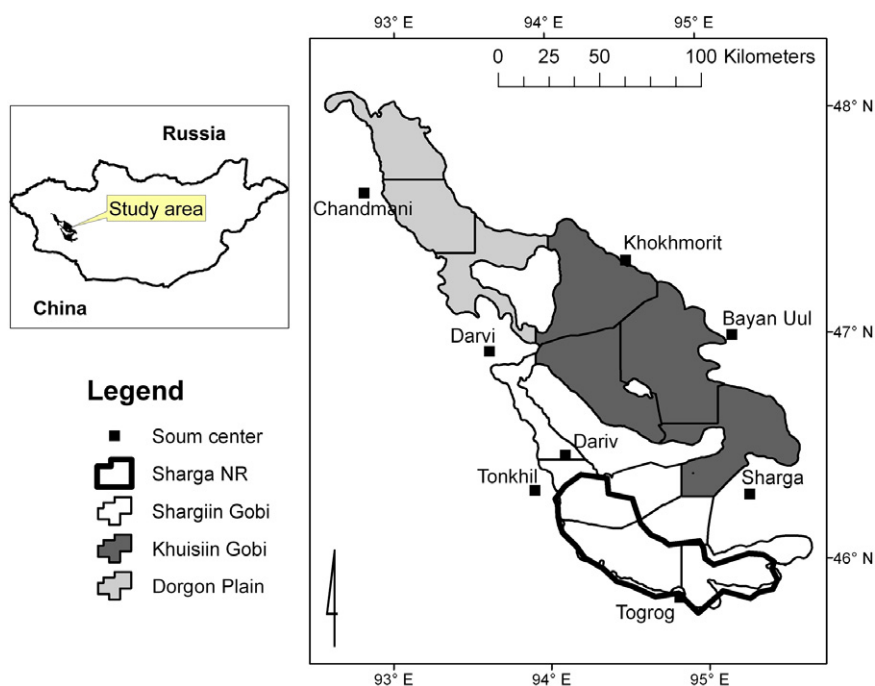 93° E
94° E
95° E
0 25 50 100 Kilometers
48° N
Russia
Study area
China
Chandmani
Khokhmorit
Bayan Uul
47° N
Darvi
Dariv
Tonkhil
Sharga
46° N
Togrog
93° E
94° E
95° E
Legend
Soum center
Sharga NR
Shargiin Gobi
Khuisiin Gobi
Dorgon Plain